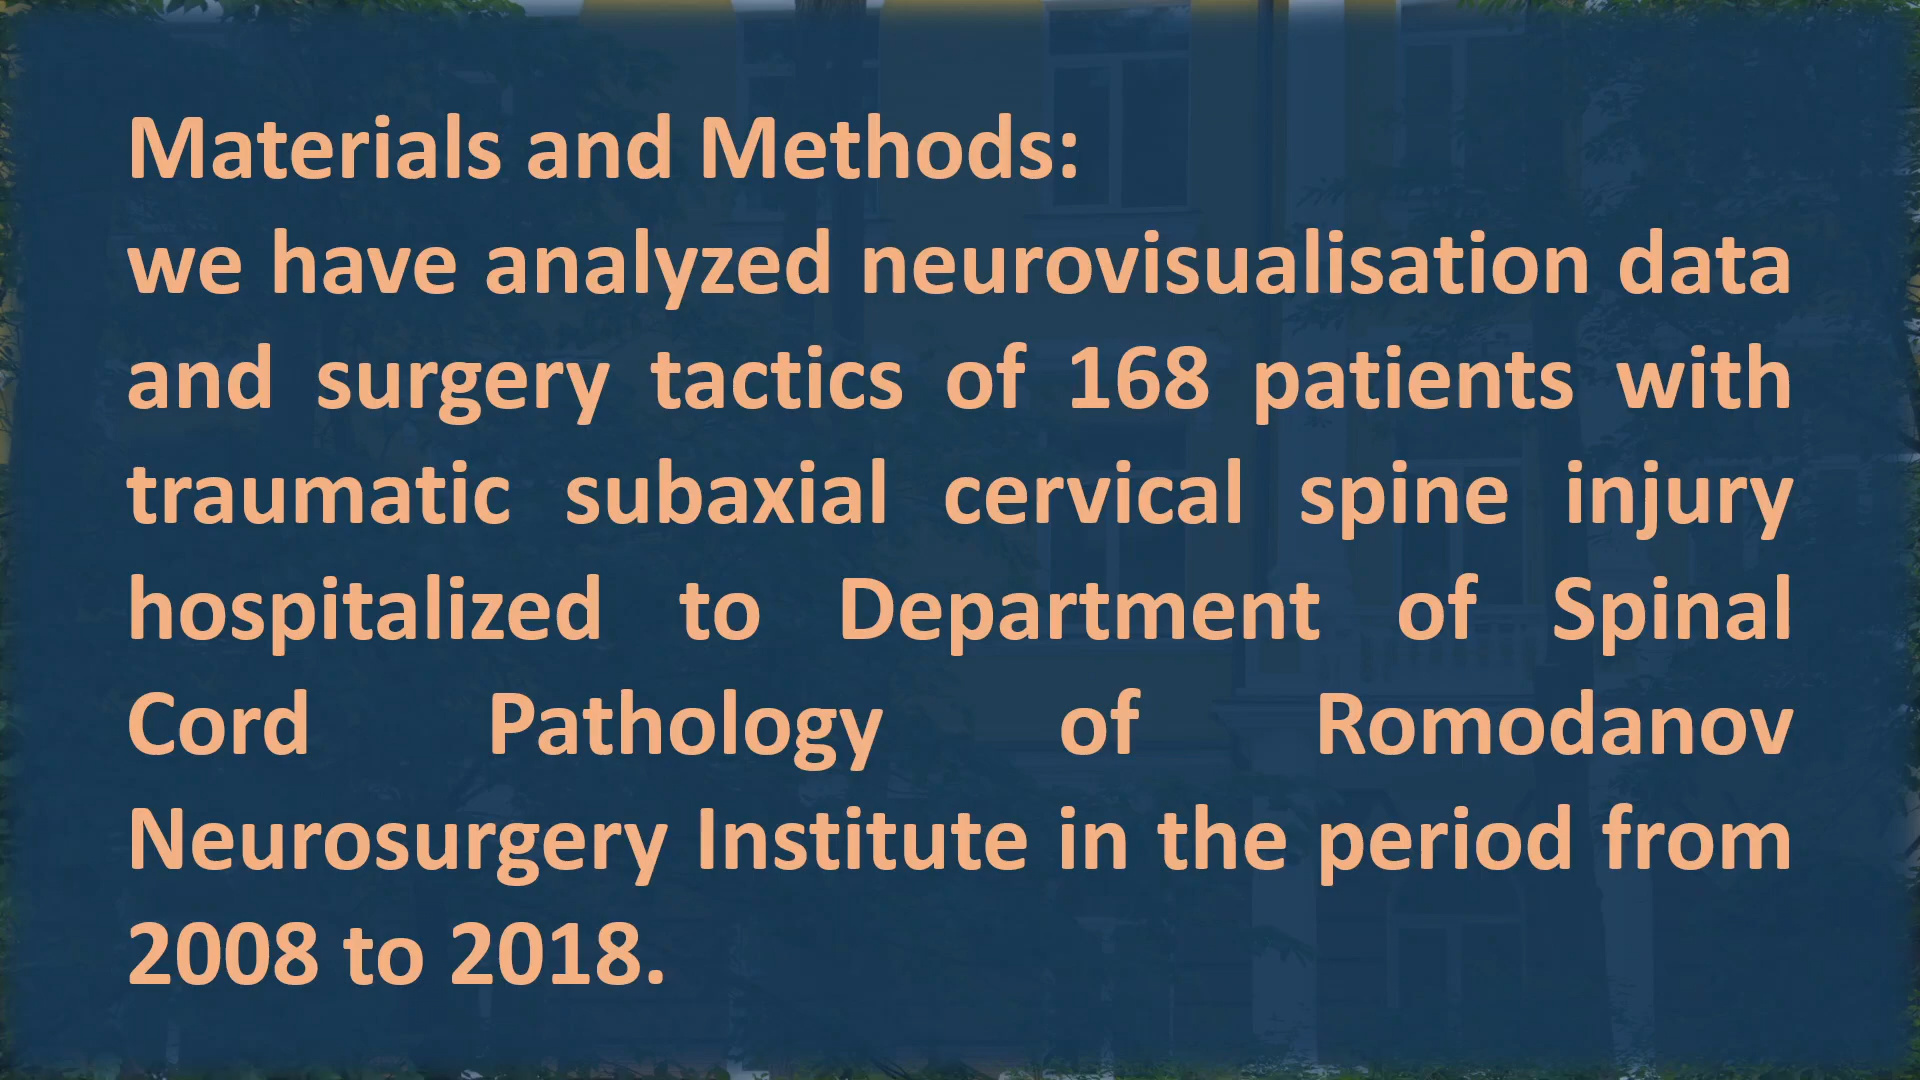 Materials and Methods:
we have analyzed neurovisualisation data
and surgery tactics of 168 patients with
traumatic subaxial cervical spine injury
hospitalized to Department of Spinal
Cord Pathology of Romodanov
Neurosurgery Institute in the period from
2008 to 2018.